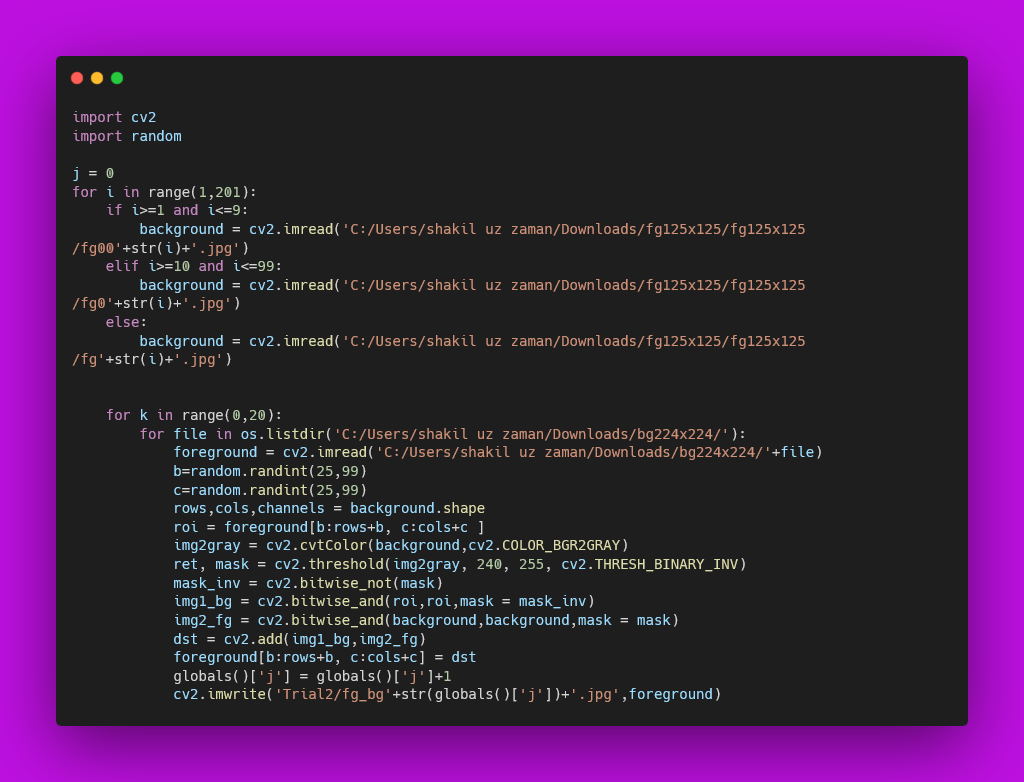 import cv2
import random
j = 0
for i in range(1,201):
    if i>=1 and i<=9:
        background = cv2.imread('C:/Users/shakil uz zaman/Downloads/fg125x125/fg125x125
/fg00'+str(i)+'.jpg')
    elif i>=10 and i<=99:
        background = cv2.imread('C:/Users/shakil uz zaman/Downloads/fg125x125/fg125x125
/fg0'+str(i)+'.jpg')
    else:
        background = cv2.imread('C:/Users/shakil uz zaman/Downloads/fg125x125/fg125x125
/fg'+str(i)+'.jpg')
    for k in range(0,20):
        for file in os.listdir('C:/Users/shakil uz zaman/Downloads/bg224x224/'):
            foreground = cv2.imread('C:/Users/shakil uz zaman/Downloads/bg224x224/'+file)
            b=random.randint(25,99)
            c=random.randint(25,99)
            rows,cols,channels = background.shape
            roi = foreground[b:rows+b, c:cols+c ]
            img2gray = cv2.cvtColor(background,cv2.COLOR_BGR2GRAY)
            ret, mask = cv2.threshold(img2gray, 240, 255, cv2.THRESH_BINARY_INV)
            mask_inv = cv2.bitwise_not(mask)
            img1_bg = cv2.bitwise_and(roi,roi,mask = mask_inv)
            img2_fg = cv2.bitwise_and(background,background,mask = mask)
            dst = cv2.add(img1_bg,img2_fg)
            foreground[b:rows+b, c:cols+c] = dst
            globals()['j'] = globals()['j']+1
            cv2.imwrite('Trial2/fg_bg'+str(globals()['j'])+'.jpg',foreground)